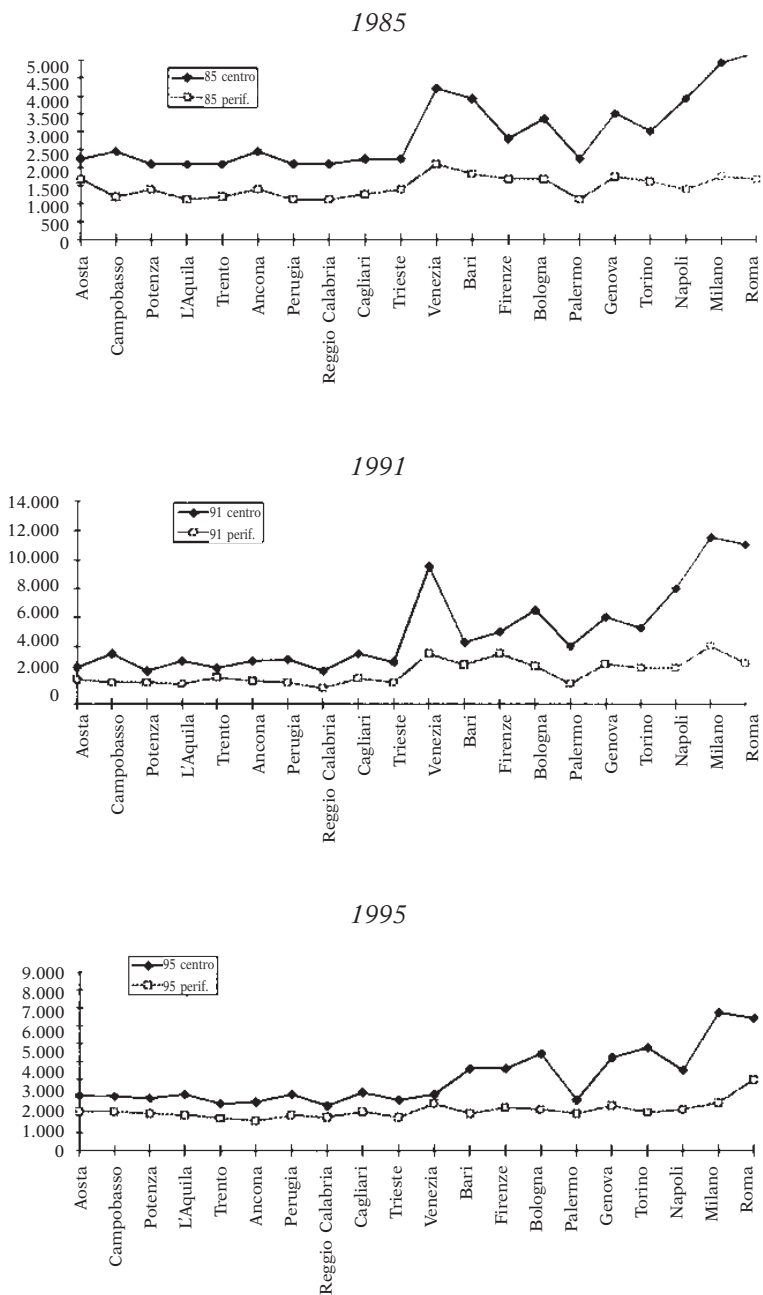 1985
5.000
4.500
4.000
3.500
3.000
2.500
2.000
1.500
1.000
500
0
85 centro
85 perif.
Aosta
Campobasso
Potenza
L'Aquila
Trento
Ancona
Perugia
Reggio Calabria
Cagliari
Trieste
Venezia
Bari
Firenze
Bologna
Palermo
Genova
Torino
Napoli
Milano
Roma
1991
14.000
12.000
10.000
8.000
6.000
4.000
2.000
0
91 centro
91 perif.
Aosta
Campobasso
Potenza
L'Aquila
Trento
Ancona
Perugia
Reggio Calabria
Cagliari
Trieste
Venezia
Bari
Firenze
Bologna
Palermo
Genova
Torino
Napoli
Milano
Roma
1995
9.000
8.000
7.000
6.000
5.000
4.000
3.000
2.000
1.000
0
95 centro
95 perif.
Aosta
Campobasso
Potenza
L'Aquila
Trento
Ancona
Perugia
Reggio Calabria
Cagliari
Trieste
Venezia
Bari
Firenze
Bologna
Palermo
Genova
Torino
Napoli
Milano
Roma